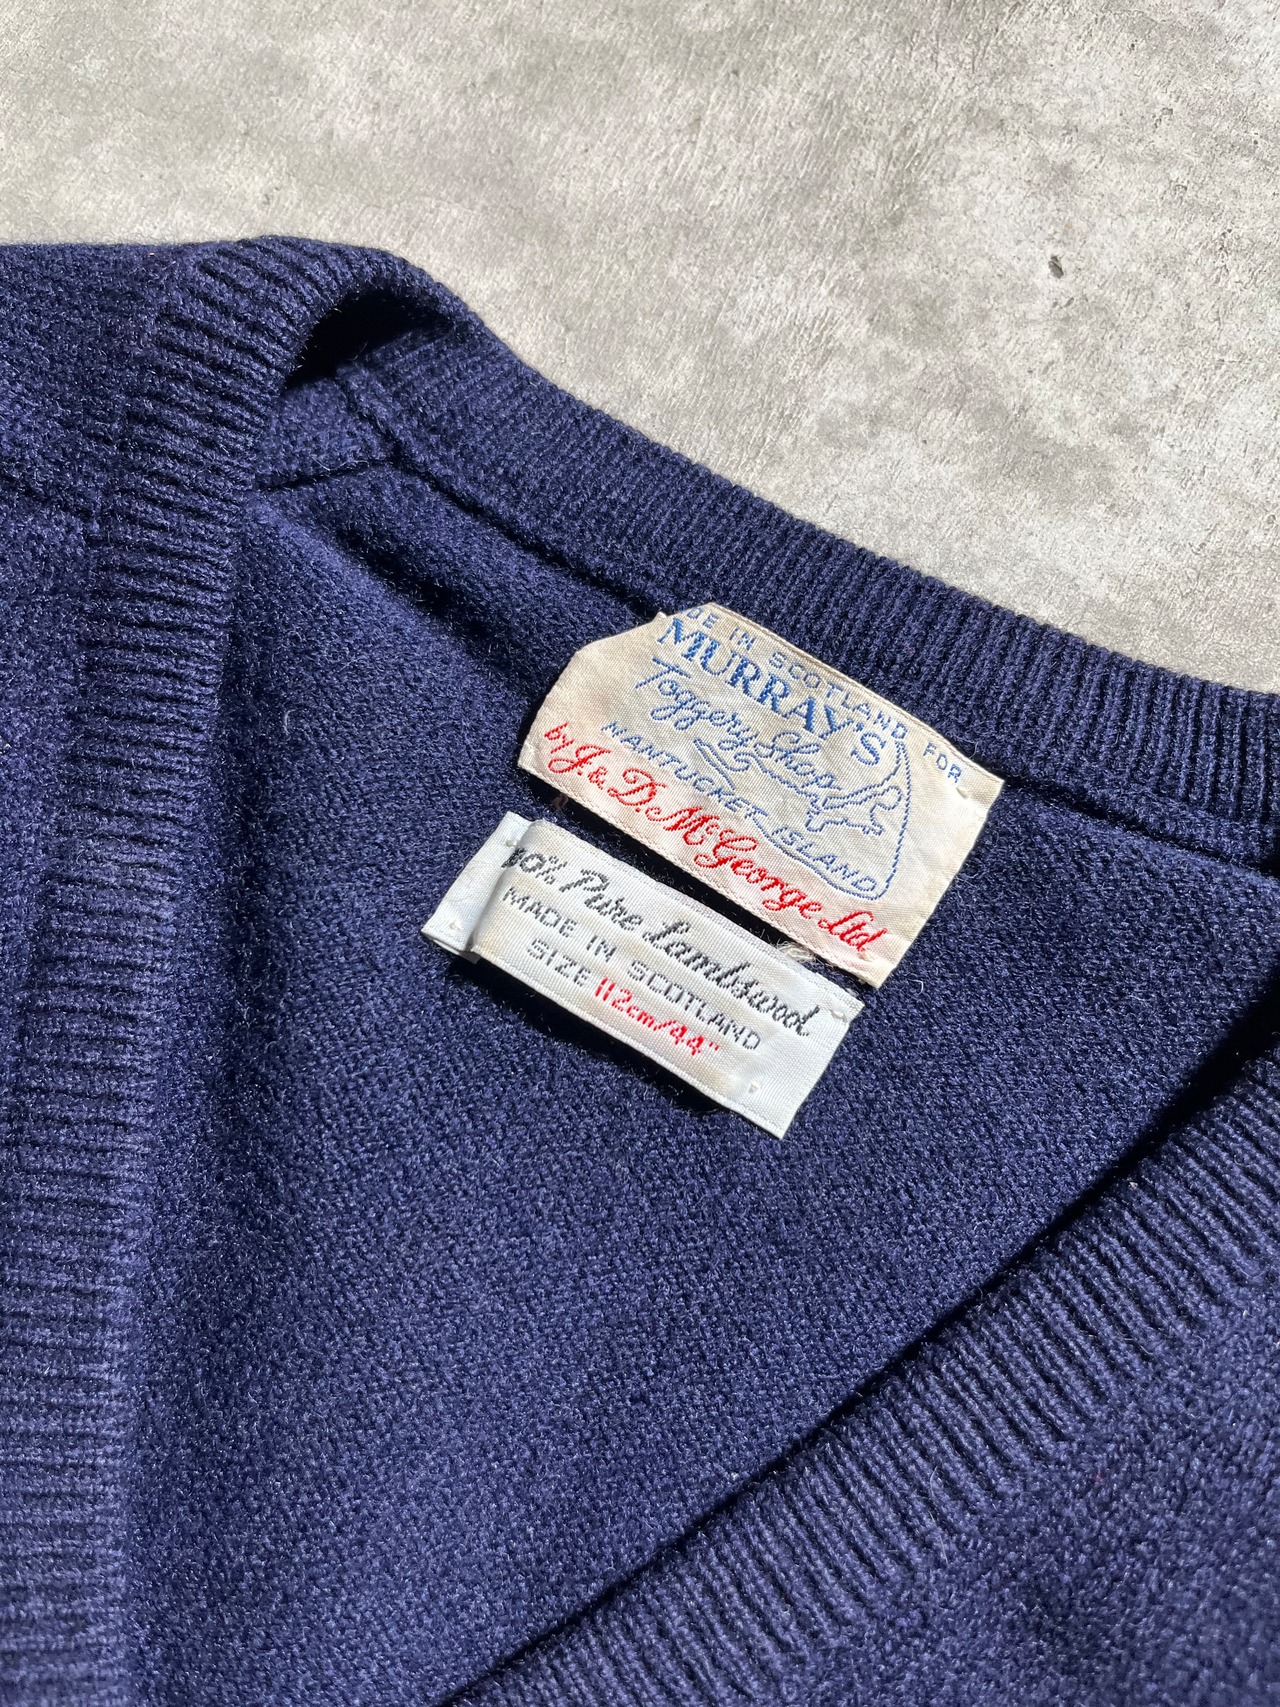 DE IN SCOTLAND FOR
MURRAY'S
Toggery Shop
NANTUCKET ISLAND
by J. & D. McGeorge Ltd.
0% Pure Lambswool
MADE IN SCOTLAND
SIZE 112cm/44"